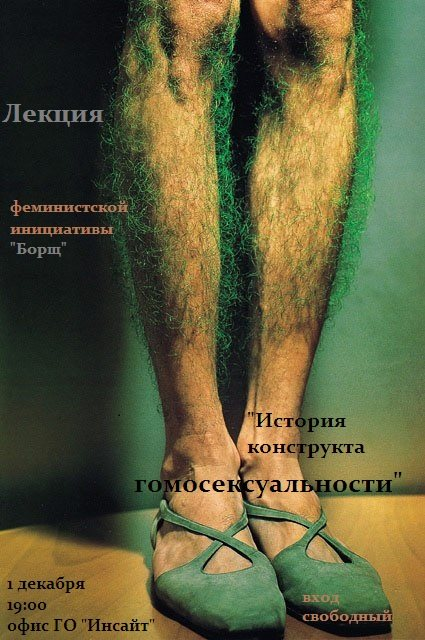 Лекция
феминистской
инициативы
"Борщ"
"История
конструкта
гомосексуальности"
1 декабря
19:00
офис ГО "Инсайт"
вход
свободный